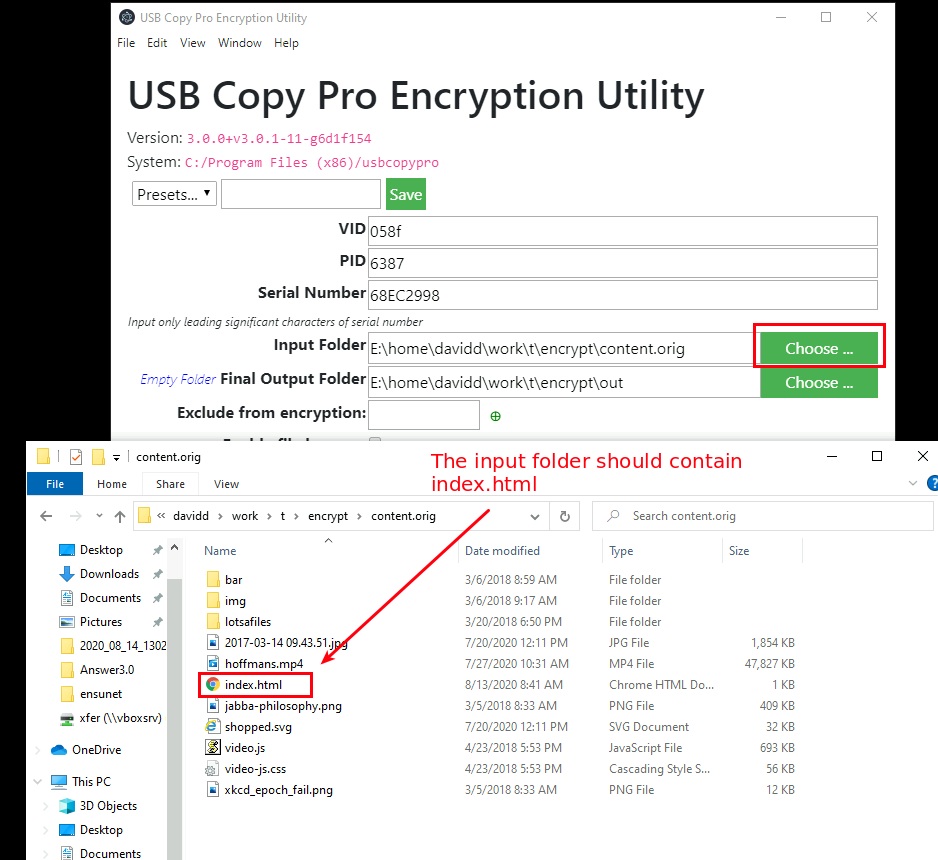 USB Copy Pro Encryption Utility
File Edit View Window Help
USB Copy Pro Encryption Utility
Version: 3.0.0+v3.0.1-11-g6d1f154
System: C:/Program Files (x86)/usbcopypro
Presets... Save
VID 058f
PID 6387
Serial Number 68EC2998
Input only leading significant characters of serial number
Input Folder E:\home\davidd\work\t\encrypt\content.orig Choose ...
Empty Folder Final Output Folder E:\home\davidd\work\t\encrypt\out Choose ...
Exclude from encryption:
content.orig
The input folder should contain
index.html
File Home Share View
« davidd › work › t › encrypt › content.orig Search content.orig
Name Date modified Type Size
Desktop
Downloads
Documents
Pictures
2020_08_14_1302
Answer3.0
ensunet
xfer (\\vboxsrv)
OneDrive
This PC
3D Objects
Desktop
Documents
bar 3/6/2018 8:59 AM File folder
img 3/6/2018 9:17 AM File folder
lotsafiles 3/20/2018 6:50 PM File folder
2017-03-14 09.43.51.jpg 7/20/2020 12:11 PM JPG File 1,854 KB
hoffmans.mp4 7/27/2020 10:31 AM MP4 File 47,827 KB
index.html 8/13/2020 8:41 AM Chrome HTML Do... 1 KB
jabba-philosophy.png 3/5/2018 8:33 AM PNG File 409 KB
shopped.svg 7/20/2020 12:11 PM SVG Document 32 KB
video.js 4/23/2018 5:53 PM JavaScript File 693 KB
video-js.css 4/23/2018 5:53 PM Cascading Style S... 56 KB
xkcd_epoch_fail.png 3/5/2018 8:33 AM PNG File 12 KB